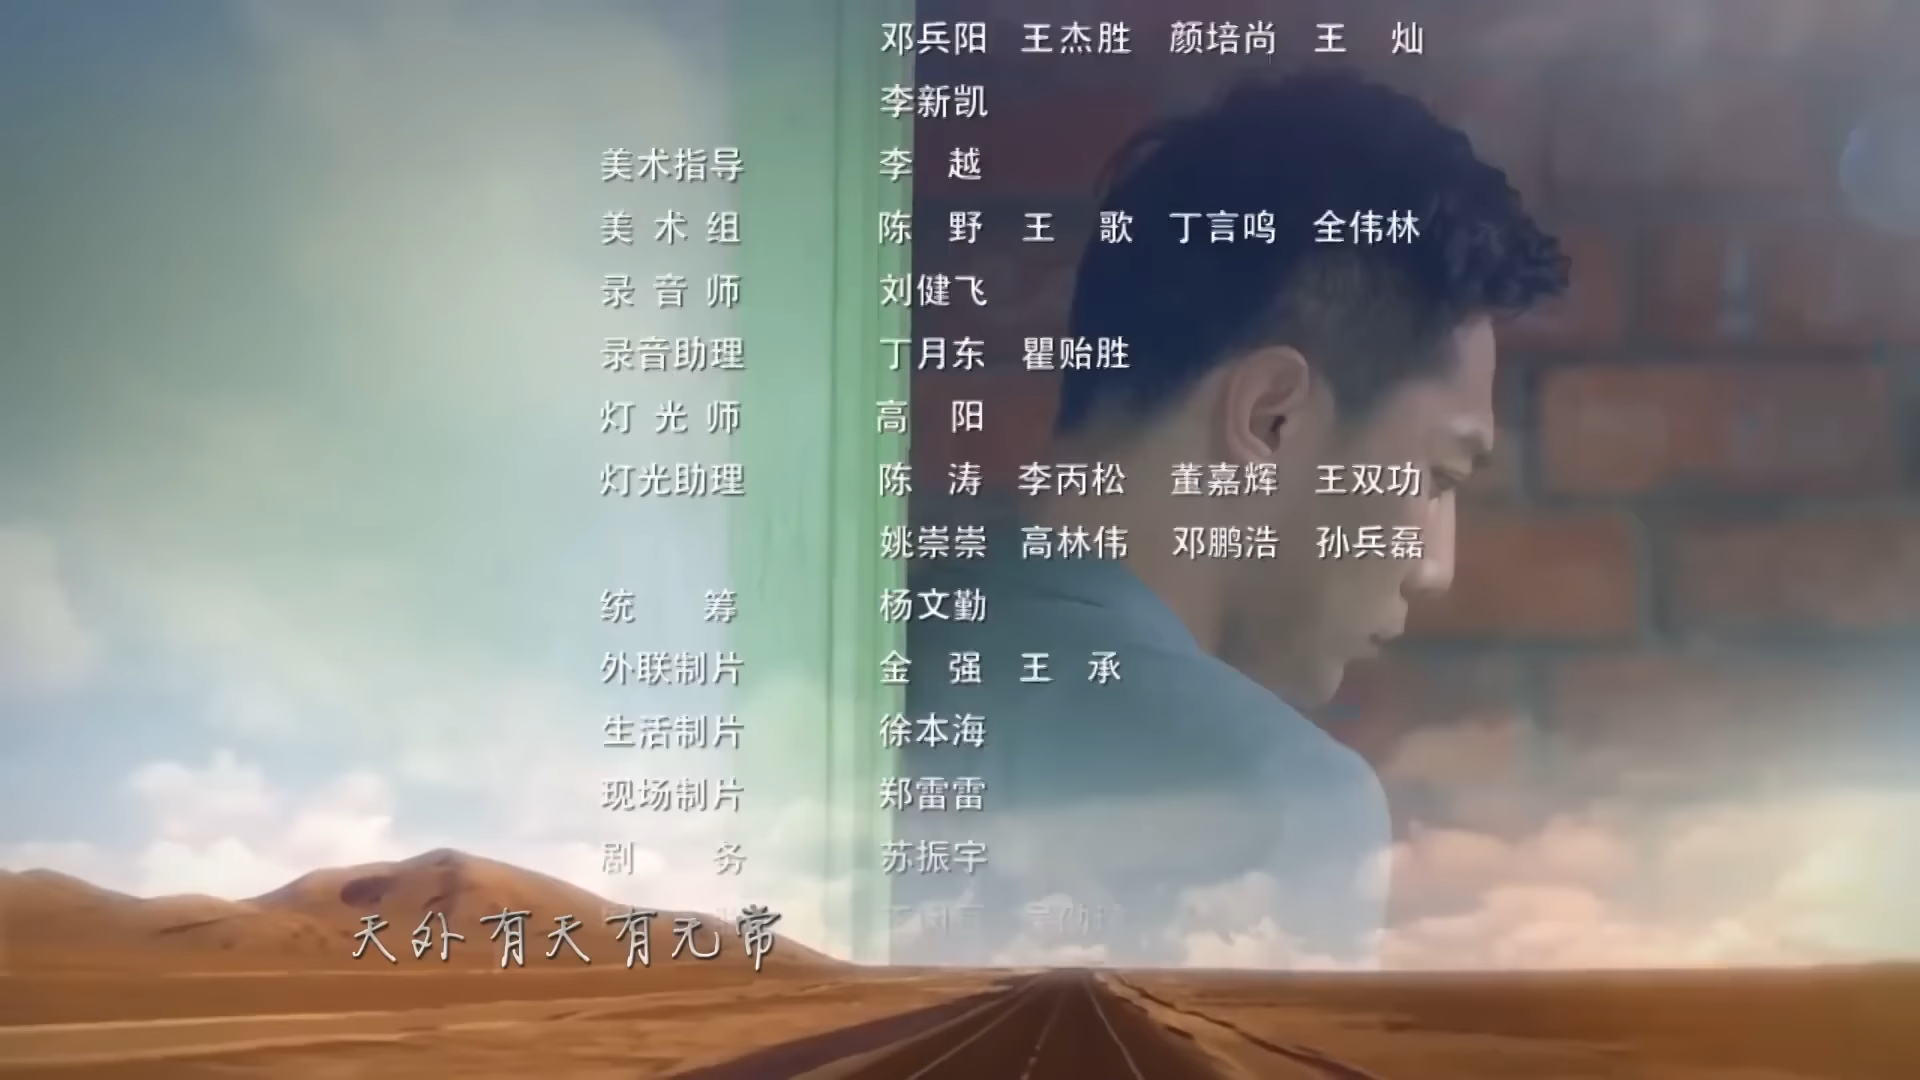 邓兵阳 王杰胜 颜培尚 王 灿
李新凯
美术指导 李 越
美 术 组 陈 野 王 歌 丁言鸣 全伟林
录 音 师 刘健飞
录音助理 丁月东 瞿贻胜
灯 光 师 高 阳
灯光助理 陈 涛 李丙松 董嘉辉 王双功
姚崇崇 高林伟 邓鹏浩 孙兵磊
统 筹 杨文勤
外联制片 金 强 王 承
生活制片 徐本海
现场制片 郑雷雷
剧 务 苏振宇
天外有天有无常